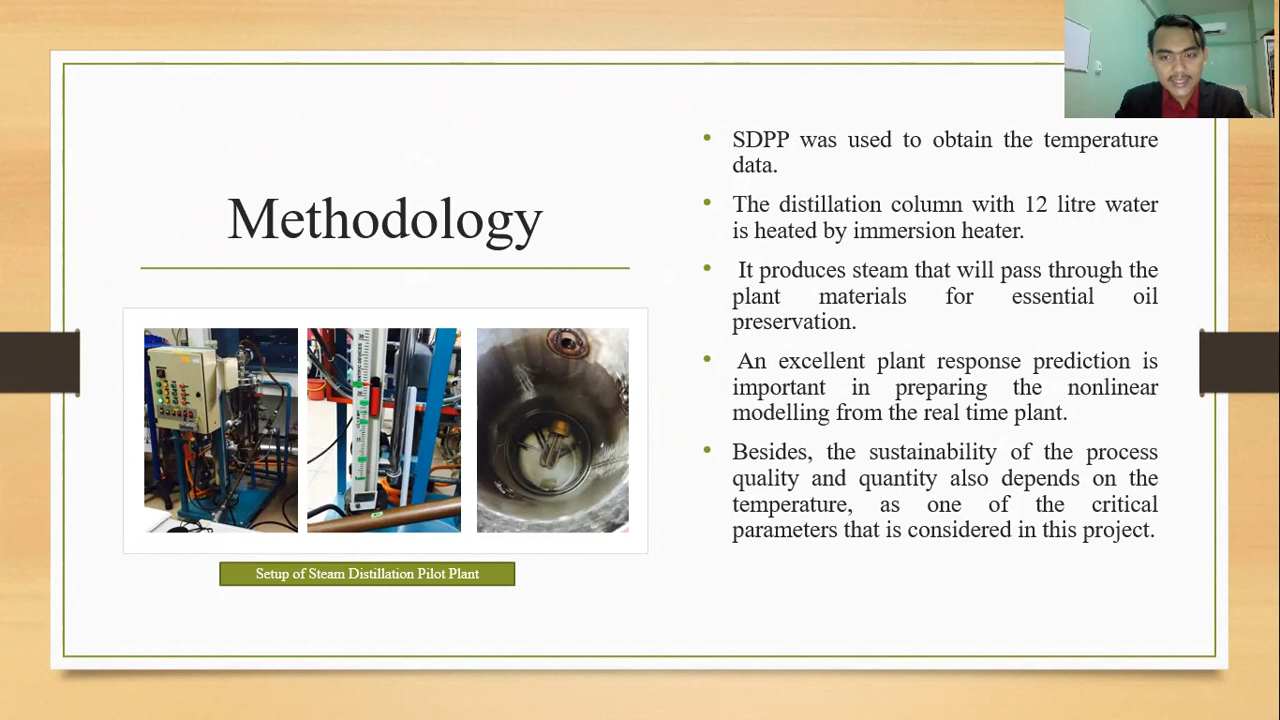 Methodology
Setup of Steam Distillation Pilot Plant
• SDPP was used to obtain the temperature
data.
• The distillation column with 12 litre water
is heated by immersion heater.
• It produces steam that will pass through the
plant materials for essential oil
preservation.
• An excellent plant response prediction is
important in preparing the nonlinear
modelling from the real time plant.
• Besides, the sustainability of the process
quality and quantity also depends on the
temperature, as one of the critical
parameters that is considered in this project.